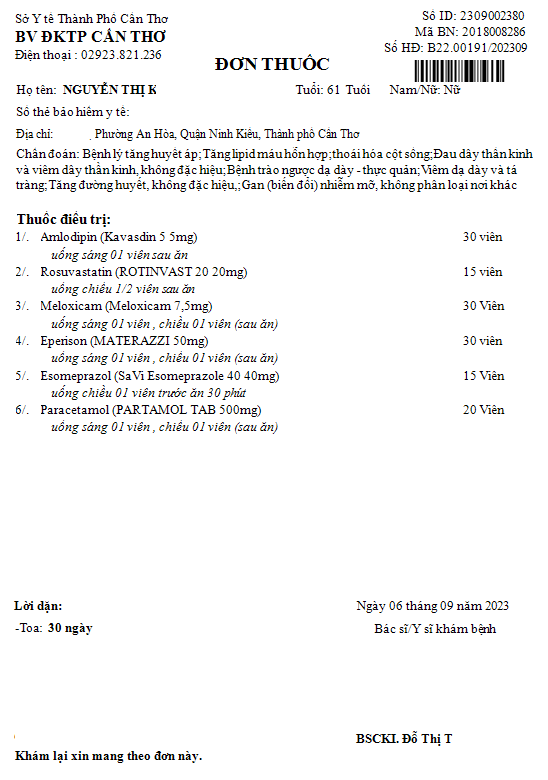 Sở Y tế Thành Phố Cần Thơ
BV ĐKTP CẦN THƠ
Điện thoại : 02923.821.236
Số ID: 2309002380
Mã BN: 2018008286
Số HĐ: B22.00191/202309
ĐƠN THUỐC
Họ tên: NGUYỄN THỊ K Tuổi: 61 Tuổi Nam/Nữ: Nữ
Số thẻ bảo hiểm y tế:
Địa chỉ: , Phường An Hòa, Quận Ninh Kiều, Thành phố Cần Thơ
Chẩn đoán: Bệnh lý tăng huyết áp;Tăng lipid máu hỗn hợp;thoái hóa cột sống;Đau dây thần kinh
và viêm dây thần kinh, không đặc hiệu;Bệnh trào ngược dạ dày - thực quản;Viêm dạ dày và tá
tràng;Tăng đường huyết, không đặc hiệu,;Gan (biến đổi) nhiễm mỡ, không phân loại nơi khác
Thuốc điều trị:
1/. Amlodipin (Kavasdin 5 5mg) 30 viên
uống sáng 01 viên sau ăn
2/. Rosuvastatin (ROTINVAST 20 20mg) 15 viên
uống chiều 1/2 viên sau ăn
3/. Meloxicam (Meloxicam 7,5mg) 30 Viên
uống sáng 01 viên , chiều 01 viên (sau ăn)
4/. Eperison (MATERAZZI 50mg) 30 viên
uống sáng 01 viên , chiều 01 viên (sau ăn)
5/. Esomeprazol (SaVi Esomeprazole 40 40mg) 15 Viên
uống chiều 01 viên trước ăn 30 phút
6/. Paracetamol (PARTAMOL TAB 500mg) 20 Viên
uống sáng 01 viên , chiều 01 viên (sau ăn)
Lời dặn:
Ngày 06 tháng 09 năm 2023
-Toa: 30 ngày
Bác sĩ/Y sĩ khám bệnh
BSCKI. Đỗ Thị T
Khám lại xin mang theo đơn này.